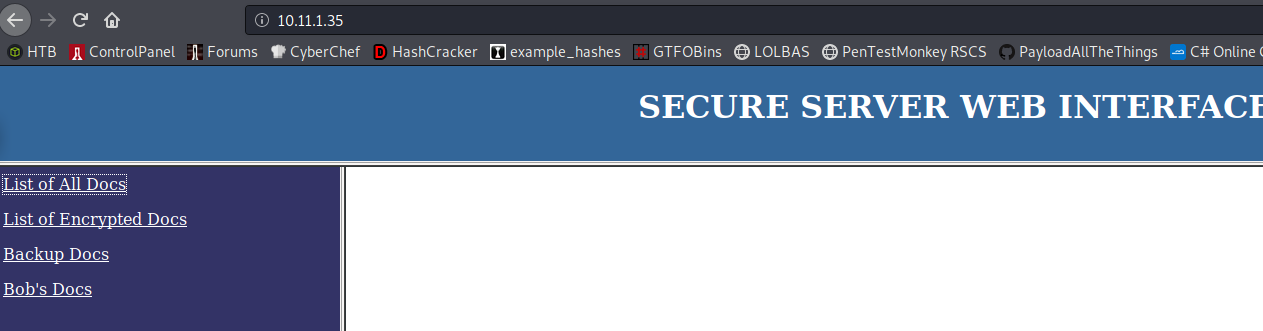 10.11.1.35
HTB ControlPanel Forums CyberChef HashCracker example_hashes GTFOBins LOLBAS PenTestMonkey RSCS PayloadAllTheThings C# Online
SECURE SERVER WEB INTERFACE
List of All Docs
List of Encrypted Docs
Backup Docs
Bob's Docs